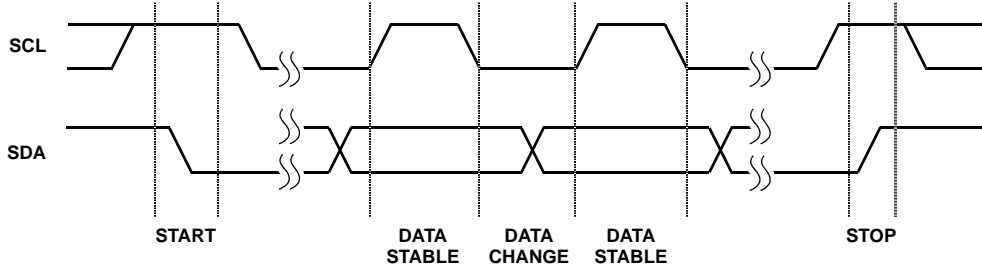 SCL
SDA
START
DATA
STABLE
DATA
CHANGE
DATA
STABLE
STOP